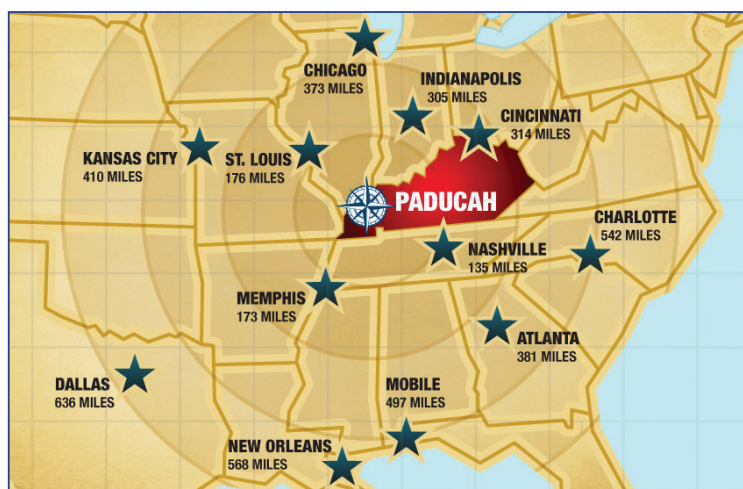 CHICAGO
373 MILES
INDIANAPOLIS
305 MILES
CINCINNATI
314 MILES
KANSAS CITY
410 MILES
ST. LOUIS
176 MILES
PADUCAH
CHARLOTTE
542 MILES
NASHVILLE
135 MILES
MEMPHIS
173 MILES
ATLANTA
381 MILES
DALLAS
636 MILES
MOBILE
497 MILES
NEW ORLEANS
568 MILES